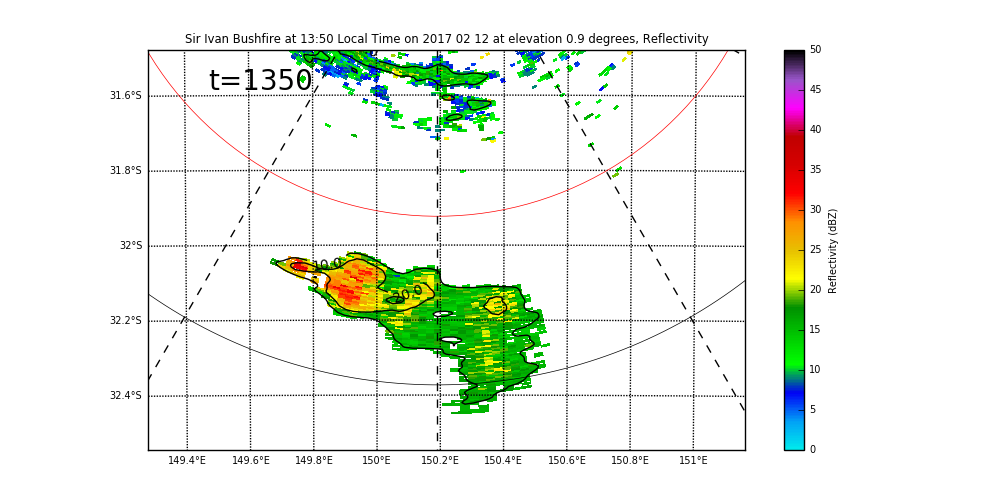 Sir Ivan Bushfire at 13:50 Local Time on 2017 02 12 at elevation 0.9 degrees, Reflectivity
t=1350
31.6°S
31.8°S
32°S
32.2°S
32.4°S
10.0
149.4°E 149.6°E 149.8°E 150°E 150.2°E 150.4°E 150.6°E 150.8°E 151°E
50
45
40
35
30
25
20
15
10
5
0
Reflectivity (dBZ)